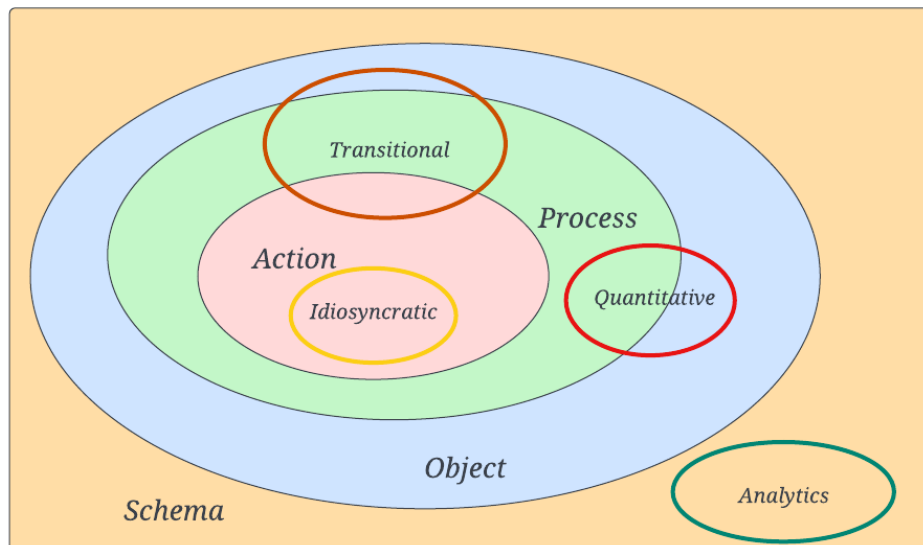 Transitional
Process
Action
Quantitative
Idiosyncratic
Object
Analytics
Schema